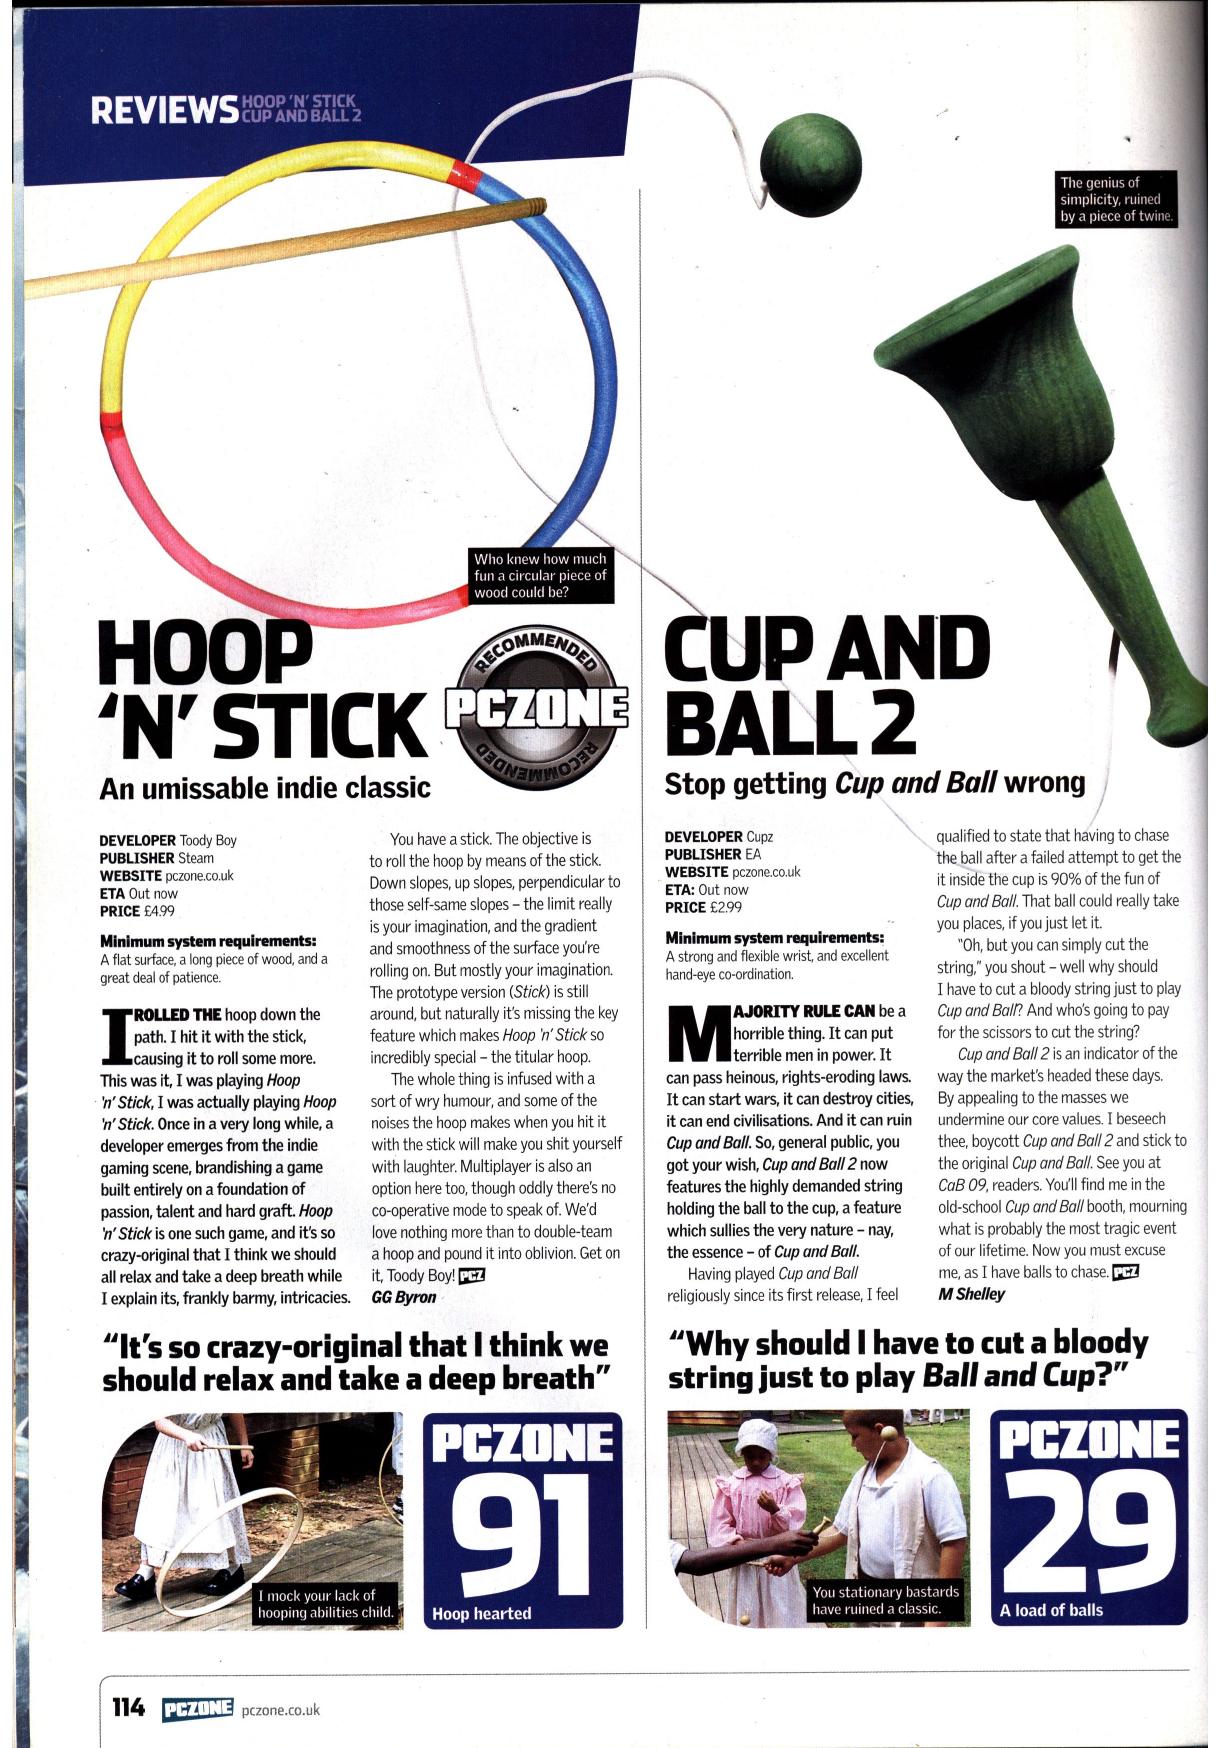 REVIEWS HOOP 'N' STICK
CUP AND BALL 2
The genius of
simplicity, ruined
by a piece of twine.
Who knew how much
fun a circular piece of
wood could be?
HOOP
'N' STICK
RECOMMENDED
PCZONE
RECOMMENDED
An umissable indie classic
DEVELOPER Toody Boy
PUBLISHER Steam
WEBSITE pczone.co.uk
ETA Out now
PRICE £4.99
Minimum system requirements:
A flat surface, a long piece of wood, and a
great deal of patience.
I ROLLED THE hoop down the
path. I hit it with the stick,
causing it to roll some more.
This was it, I was playing Hoop
'n' Stick, I was actually playing Hoop
'n' Stick. Once in a very long while, a
developer emerges from the indie
gaming scene, brandishing a game
built entirely on a foundation of
passion, talent and hard graft. Hoop
'n' Stick is one such game, and it's so
crazy-original that I think we should
all relax and take a deep breath while
I explain its, frankly barmy, intricacies.
You have a stick. The objective is
to roll the hoop by means of the stick.
Down slopes, up slopes, perpendicular to
those self-same slopes – the limit really
is your imagination, and the gradient
and smoothness of the surface you're
rolling on. But mostly your imagination.
The prototype version (Stick) is still
around, but naturally it's missing the key
feature which makes Hoop 'n' Stick so
incredibly special – the titular hoop.
The whole thing is infused with a
sort of wry humour, and some of the
noises the hoop makes when you hit it
with the stick will make you shit yourself
with laughter. Multiplayer is also an
option here too, though oddly there's no
co-operative mode to speak of. We'd
love nothing more than to double-team
a hoop and pound it into oblivion. Get on
it, Toody Boy! PCZ
GG Byron
"It's so crazy-original that I think we
should relax and take a deep breath"
I mock your lack of
hooping abilities child.
PCZONE
91
Hoop hearted
CUP AND
BALL 2
Stop getting Cup and Ball wrong
DEVELOPER Cupz
PUBLISHER EA
WEBSITE pczone.co.uk
ETA: Out now
PRICE £2.99
Minimum system requirements:
A strong and flexible wrist, and excellent
hand-eye co-ordination.
MAJORITY RULE CAN be a
horrible thing. It can put
terrible men in power. It
can pass heinous, rights-eroding laws.
It can start wars, it can destroy cities,
it can end civilisations. And it can ruin
Cup and Ball. So, general public, you
got your wish, Cup and Ball 2 now
features the highly demanded string
holding the ball to the cup, a feature
which sullies the very nature – nay,
the essence – of Cup and Ball.
Having played Cup and Ball
religiously since its first release, I feel
qualified to state that having to chase
the ball after a failed attempt to get the
it inside the cup is 90% of the fun of
Cup and Ball. That ball could really take
you places, if you just let it.
"Oh, but you can simply cut the
string," you shout – well why should
I have to cut a bloody string just to play
Cup and Ball? And who's going to pay
for the scissors to cut the string?
Cup and Ball 2 is an indicator of the
way the market's headed these days.
By appealing to the masses we
undermine our core values. I beseech
thee, boycott Cup and Ball 2 and stick to
the original Cup and Ball. See you at
CaB 09, readers. You'll find me in the
old-school Cup and Ball booth, mourning
what is probably the most tragic event
of our lifetime. Now you must excuse
me, as I have balls to chase. PCZ
M Shelley
"Why should I have to cut a bloody
string just to play Ball and Cup?"
You stationary bastards
have ruined a classic.
PCZONE
29
A load of balls
114 PCZONE pczone.co.uk